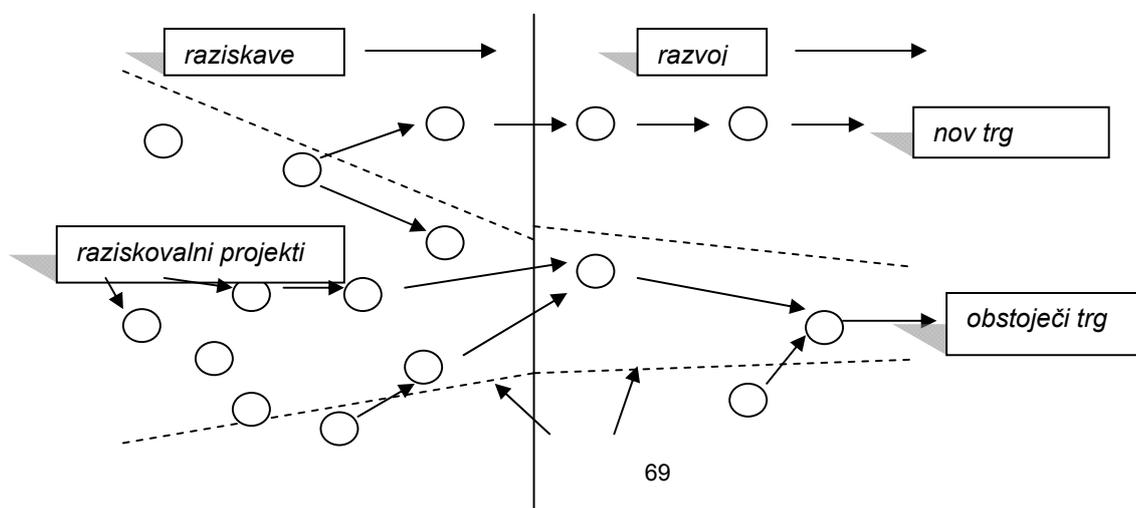 raziskave
razvoj
nov trg
raziskovalni projekti
obstoječi trg
69